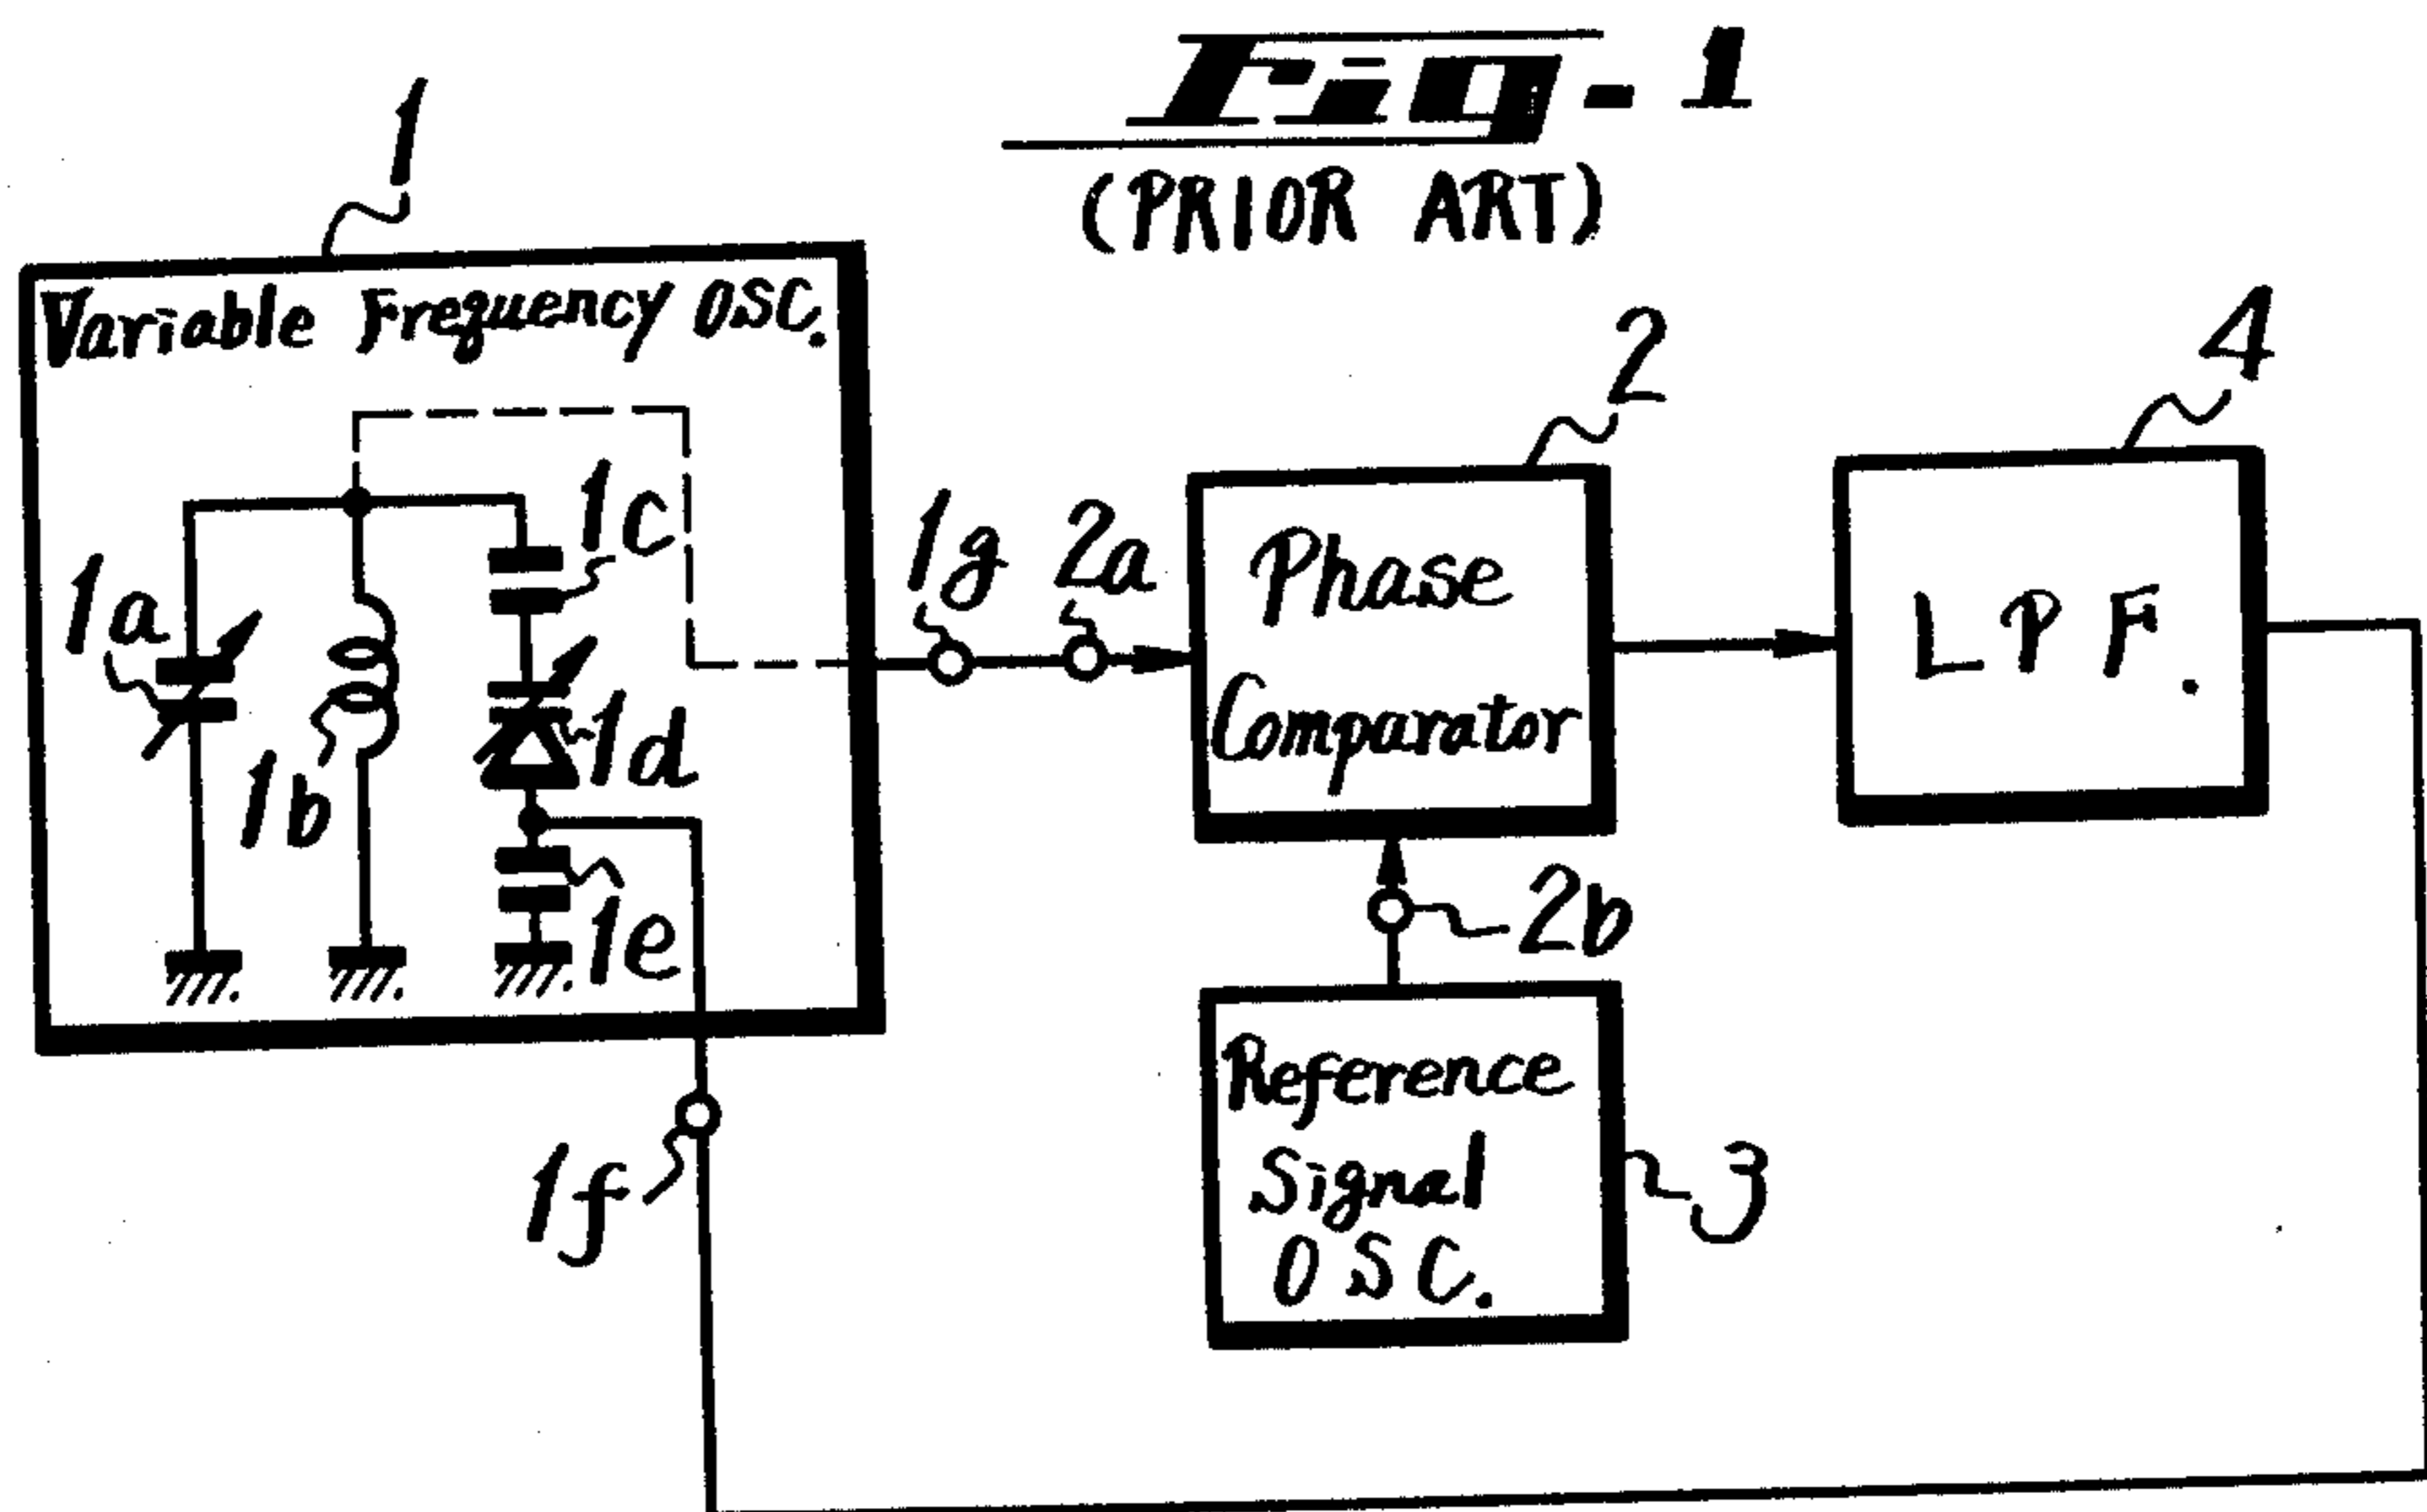 Fig-1
(PRIOR ART)
1
Variable Frequency OSC.
1a
1b
1c
1d
1e
1f
1g
2a
2
Phase
Comparator
2b
4
LPF.
Reference
Signal
OSC.
3